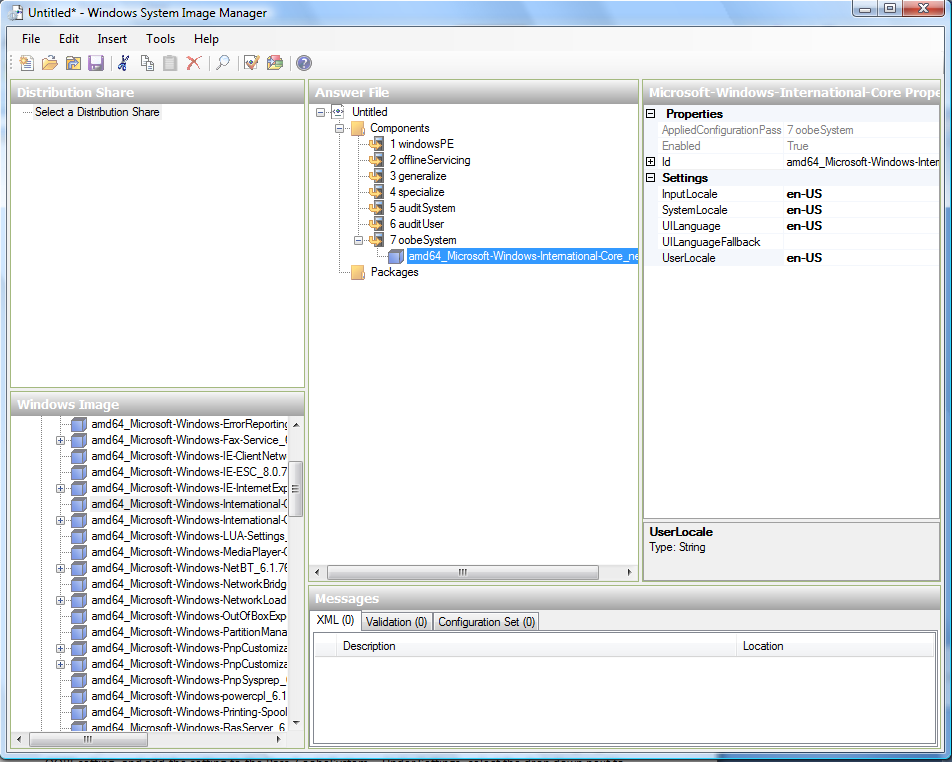 Untitled* - Windows System Image Manager
File Edit Insert Tools Help
Distribution Share
Select a Distribution Share
Windows Image
amd64_Microsoft-Windows-ErrorReporting
amd64_Microsoft-Windows-Fax-Service_6
amd64_Microsoft-Windows-IE-ClientNetw
amd64_Microsoft-Windows-IE-ESC_8.0.7
amd64_Microsoft-Windows-IE-InternetExp
amd64_Microsoft-Windows-International-C
amd64_Microsoft-Windows-International-C
amd64_Microsoft-Windows-LUA-Settings_
amd64_Microsoft-Windows-MediaPlayer-C
amd64_Microsoft-Windows-NetBT_6.1.76
amd64_Microsoft-Windows-NetworkBridg
amd64_Microsoft-Windows-NetworkLoad
amd64_Microsoft-Windows-OutOfBoxExp
amd64_Microsoft-Windows-PartitionMana
amd64_Microsoft-Windows-PnpCustomiza
amd64_Microsoft-Windows-PnpCustomiza
amd64_Microsoft-Windows-PnpSysprep_6
amd64_Microsoft-Windows-powercpl_6.1
amd64_Microsoft-Windows-Printing-Spool
amd64_Microsoft-Windows-RasServer_6
Answer File
Untitled
Components
1 windowsPE
2 offlineServicing
3 generalize
4 specialize
5 auditSystem
6 auditUser
7 oobeSystem
amd64_Microsoft-Windows-International-Core_ne
Packages
Microsoft-Windows-International-Core Prope
Properties
AppliedConfigurationPass 7 oobeSystem
Enabled True
Id amd64_Microsoft-Windows-Inter
Settings
InputLocale en-US
SystemLocale en-US
UILanguage en-US
UILanguageFallback
UserLocale en-US
UserLocale
Type: String
Messages
XML (0) Validation (0) Configuration Set (0)
Description Location